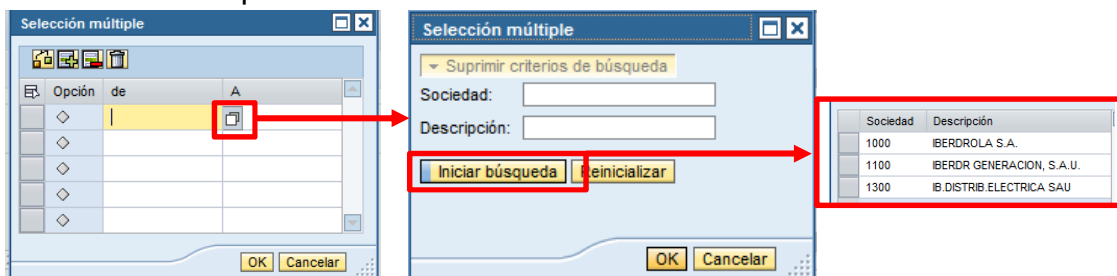 Selección múltiple
Opción de A
OK Cancelar
Selección múltiple
Suprimir criterios de búsqueda
Sociedad:
Descripción:
Iniciar búsqueda Reinicializar
OK Cancelar
Sociedad Descripción
1000 IBERDROLA S.A.
1100 IBERDR GENERACION, S.A.U.
1300 IB.DISTRIB.ELECTRICA SAU